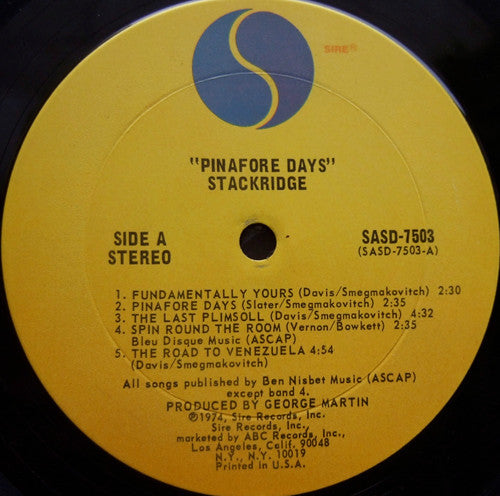 SIRE®
"PINAFORE DAYS"
STACKRIDGE
SIDE A
STEREO
SASD-7503
(SASD-7503-A)
1. FUNDAMENTALLY YOURS (Davis/Smegmakovitch) 2:30
2. PINAFORE DAYS (Slater/Smegmakovitch) 2:35
3. THE LAST PLIMSOLL (Davis/Smegmakovitch) 4:32
4. SPIN ROUND THE ROOM (Vernon/Bowkett) 2:35
Bleu Disque Music (ASCAP)
5. THE ROAD TO VENEZUELA 4:54
(Davis/Smegmakovitch)
All songs published by Ben Nisbet Music (ASCAP)
except band 4.
PRODUCED BY GEORGE MARTIN
℗1974, Sire Records, Inc.
Sire Records, Inc.
marketed by ABC Records, Inc.
Los Angeles, Calif. 90048
N.Y., N.Y. 10019
Printed in U.S.A.